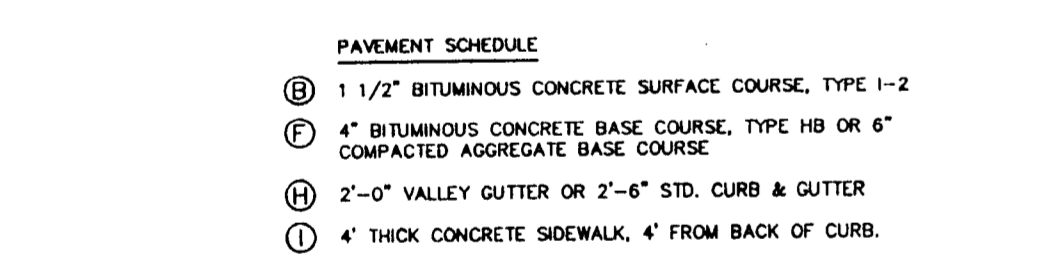 PAVEMENT SCHEDULE
B 1 1/2" BITUMINOUS CONCRETE SURFACE COURSE, TYPE I-2
F 4" BITUMINOUS CONCRETE BASE COURSE, TYPE HB OR 6"
COMPACTED AGGREGATE BASE COURSE
H 2'-0" VALLEY GUTTER OR 2'-6" STD. CURB & GUTTER
I 4' THICK CONCRETE SIDEWALK, 4' FROM BACK OF CURB.